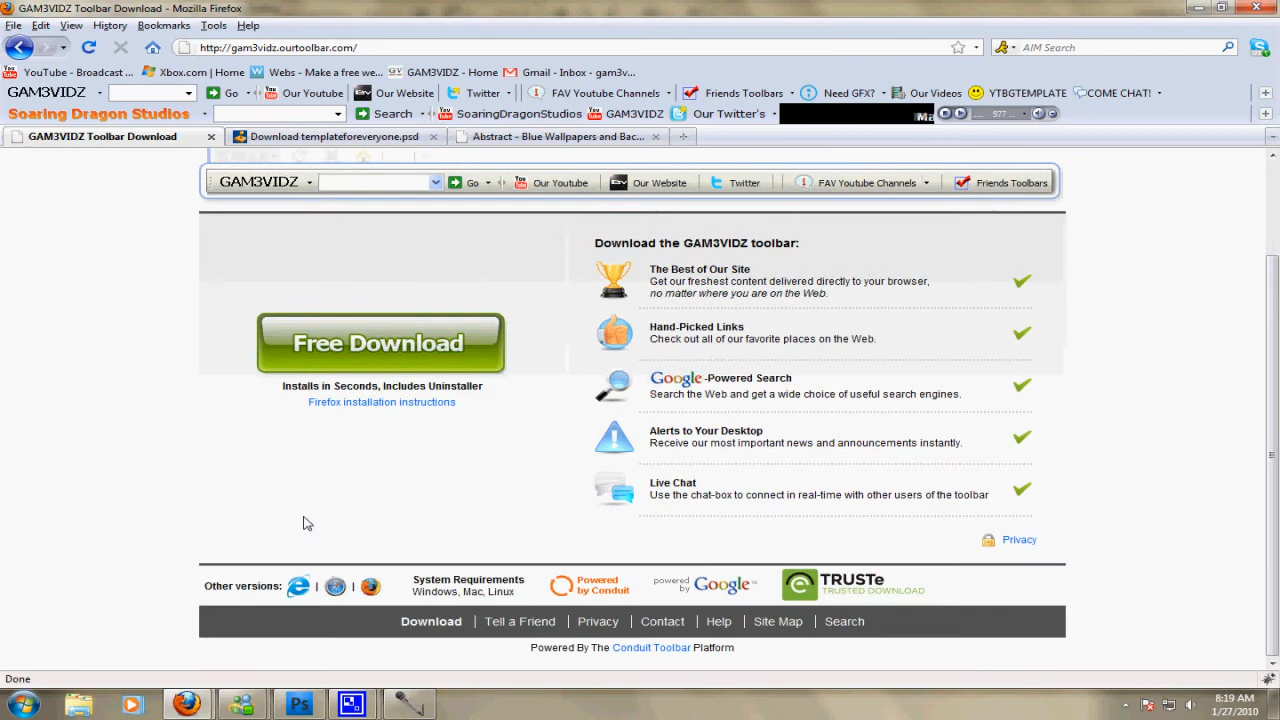 GAM3VIDZ Toolbar Download - Mozilla Firefox
File Edit View History Bookmarks Tools Help
http://gam3vidz.ourtoolbar.com/ AIM Search
YouTube - Broadcast ... Xbox.com | Home Webs - Make a freewe... GAM3VIDZ - Home Gmail - Inbox - gam3v...
GAM3VIDZ Go Our Youtube Our Website Twitter FAV Youtube Channels Friends Toolbars Need GFX? Our Videos YTBGTEMPLATE COME CHAT!
Soaring Dragon Studios Search SoaringDragonStudios GAM3VIDZ Our Twitter's Ma ..... 977 ...
GAM3VIDZ Toolbar Download Download templateforeveryone.psd Abstract - Blue Wallpapers and Bac...
GAM3VIDZ Go Our Youtube Our Website Twitter FAV Youtube Channels Friends Toolbars
Download the GAM3VIDZ toolbar:
The Best of Our Site
Get our freshest content delivered directly to your browser,
no matter where you are on the Web.
Free Download
Hand-Picked Links
Check out all of our favorite places on the Web.
Installs in Seconds, Includes Uninstaller
Firefox installation instructions
Google -Powered Search
Search the Web and get a wide choice of useful search engines.
Alerts to Your Desktop
Receive our most important news and announcements instantly.
Live Chat
Use the chat-box to connect in real-time with other users of the toolbar
Privacy
Other versions: | |
System Requirements
Windows, Mac, Linux
Powered
by Conduit
powered
by Google™
TRUSTe
TRUSTED DOWNLOAD
Download | Tell a Friend | Privacy | Contact | Help | Site Map | Search
Powered By The Conduit Toolbar Platform
Done
Ps
8:19 AM
1/27/2010